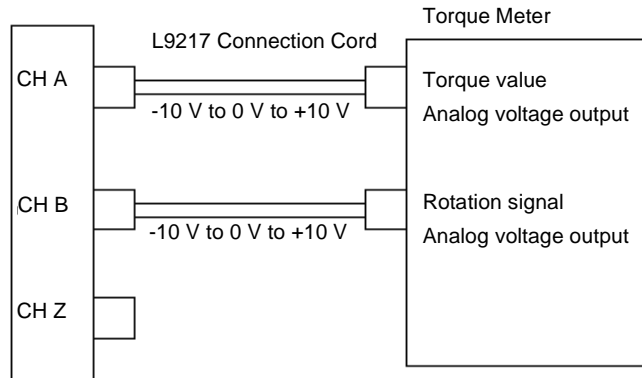 Torque Meter
L9217 Connection Cord
CH A
Torque value
-10 V to 0 V to +10 V
Analog voltage output
CH B
Rotation signal
-10 V to 0 V to +10 V
Analog voltage output
CH Z